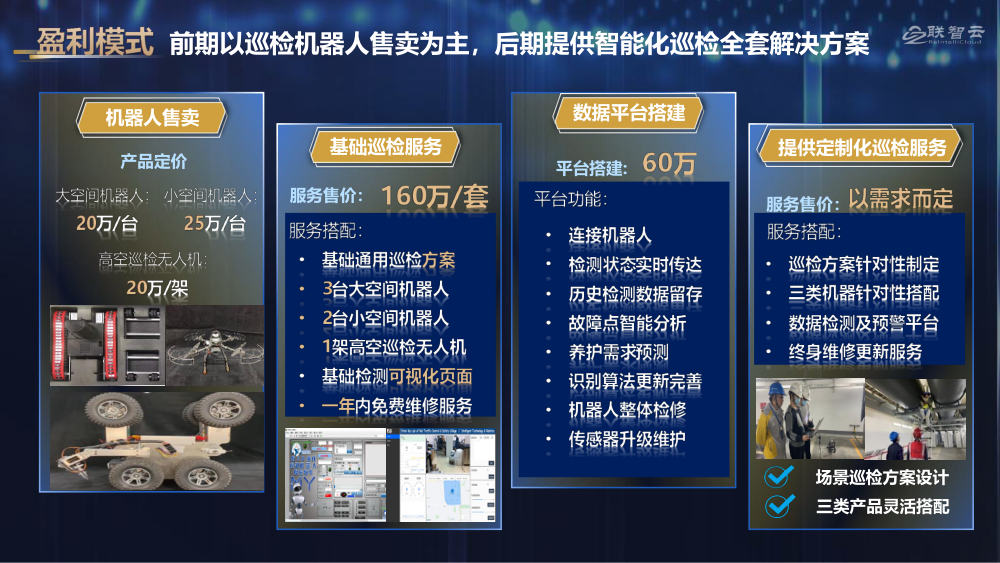 盈利模式 前期以巡检机器人售卖为主，后期提供智能化巡检全套解决方案
联智云
机器人售卖
产品定价
大空间机器人： 小空间机器人：
20万/台 25万/台
高空巡检无人机：
20万/架
基础巡检服务
服务售价： 160万/套
服务搭配：
• 基础通用巡检方案
• 3台大空间机器人
• 2台小空间机器人
• 1架高空巡检无人机
• 基础检测可视化页面
• 一年内免费维修服务
数据平台搭建
平台搭建： 60万
平台功能：
• 连接机器人
• 检测状态实时传达
• 历史检测数据留存
• 故障点智能分析
• 养护需求预测
• 识别算法更新完善
• 机器人整体检修
• 传感器升级维护
提供定制化巡检服务
服务售价： 以需求而定
服务搭配：
• 巡检方案针对性制定
• 三类机器针对性搭配
• 数据检测及预警平台
• 终身维修更新服务
场景巡检方案设计
三类产品灵活搭配